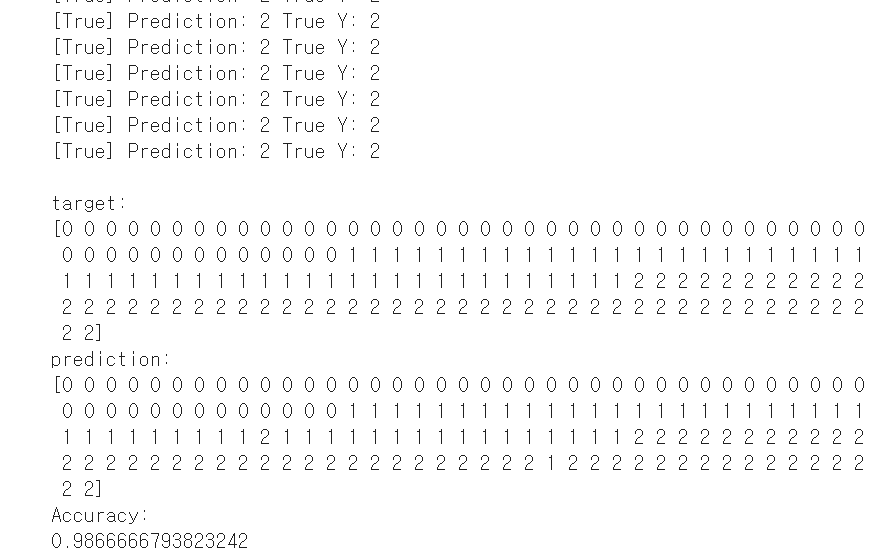 [True] Prediction: 2 True Y: 2
[True] Prediction: 2 True Y: 2
[True] Prediction: 2 True Y: 2
[True] Prediction: 2 True Y: 2
[True] Prediction: 2 True Y: 2
[True] Prediction: 2 True Y: 2
target:
[0 0 0 0 0 0 0 0 0 0 0 0 0 0 0 0 0 0 0 0 0 0 0 0 0 0 0 0 0 0 0 0 0 0 0 0 0
0 0 0 0 0 0 0 0 0 0 0 0 0 1 1 1 1 1 1 1 1 1 1 1 1 1 1 1 1 1 1 1 1 1 1 1 1
1 1 1 1 1 1 1 1 1 1 1 1 1 1 1 1 1 1 1 1 1 1 1 1 1 1 2 2 2 2 2 2 2 2 2 2 2
2 2 2 2 2 2 2 2 2 2 2 2 2 2 2 2 2 2 2 2 2 2 2 2 2 2 2 2 2 2 2 2 2 2 2 2 2
2 2]
prediction:
[0 0 0 0 0 0 0 0 0 0 0 0 0 0 0 0 0 0 0 0 0 0 0 0 0 0 0 0 0 0 0 0 0 0 0 0 0
0 0 0 0 0 0 0 0 0 0 0 0 0 1 1 1 1 1 1 1 1 1 1 1 1 1 1 1 1 1 1 1 1 1 1 1 1
1 1 1 1 1 1 1 1 1 2 1 1 1 1 1 1 1 1 1 1 1 1 1 1 1 1 2 2 2 2 2 2 2 2 2 2 2
2 2 2 2 2 2 2 2 2 2 2 2 2 2 2 2 2 2 2 2 2 2 1 2 2 2 2 2 2 2 2 2 2 2 2 2 2
2 2]
Accuracy:
0.9866666793823242